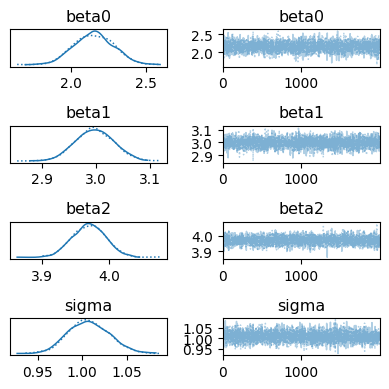 beta0 beta0
2.5
2.0
2.0 2.5 0 1000
beta1 beta1
3.1
3.0
2.9
2.9 3.0 3.1 0 1000
beta2 beta2
4.0
3.9
3.9 4.0 0 1000
sigma sigma
1.05
1.00
0.95
0.95 1.00 1.05 0 1000